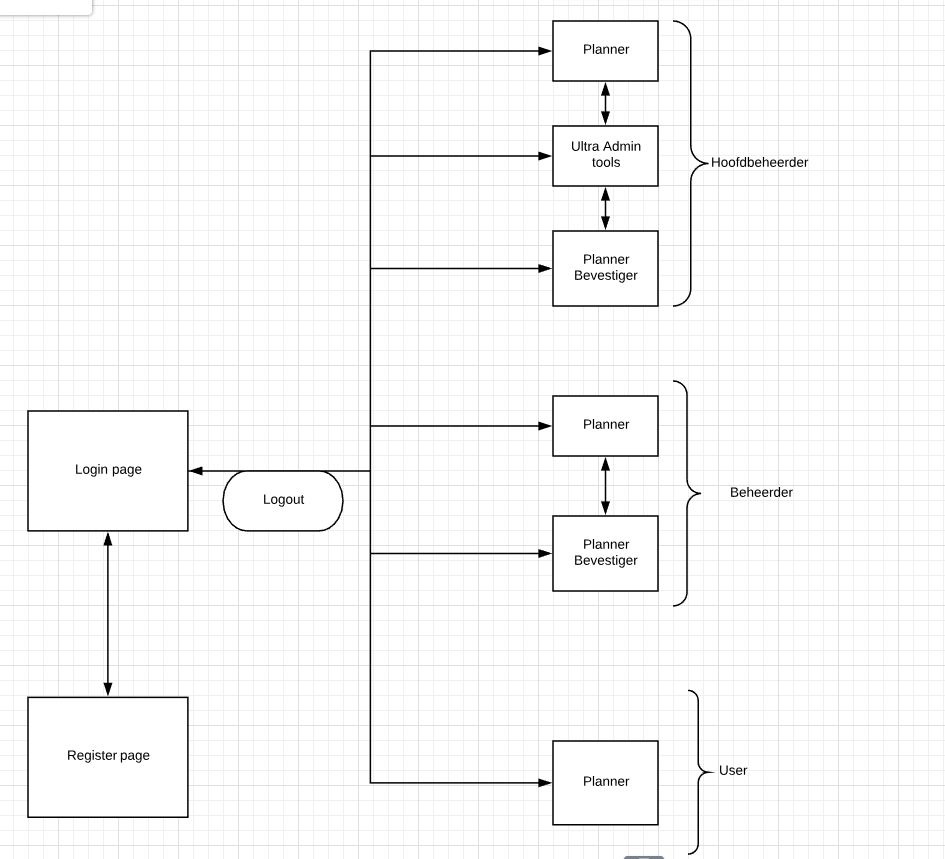 Planner
Ultra Admin
tools
Hoofdbeheerder
Planner
Bevestiger
Planner
Login page
Logout
Beheerder
Planner
Bevestiger
Register page
Planner
User